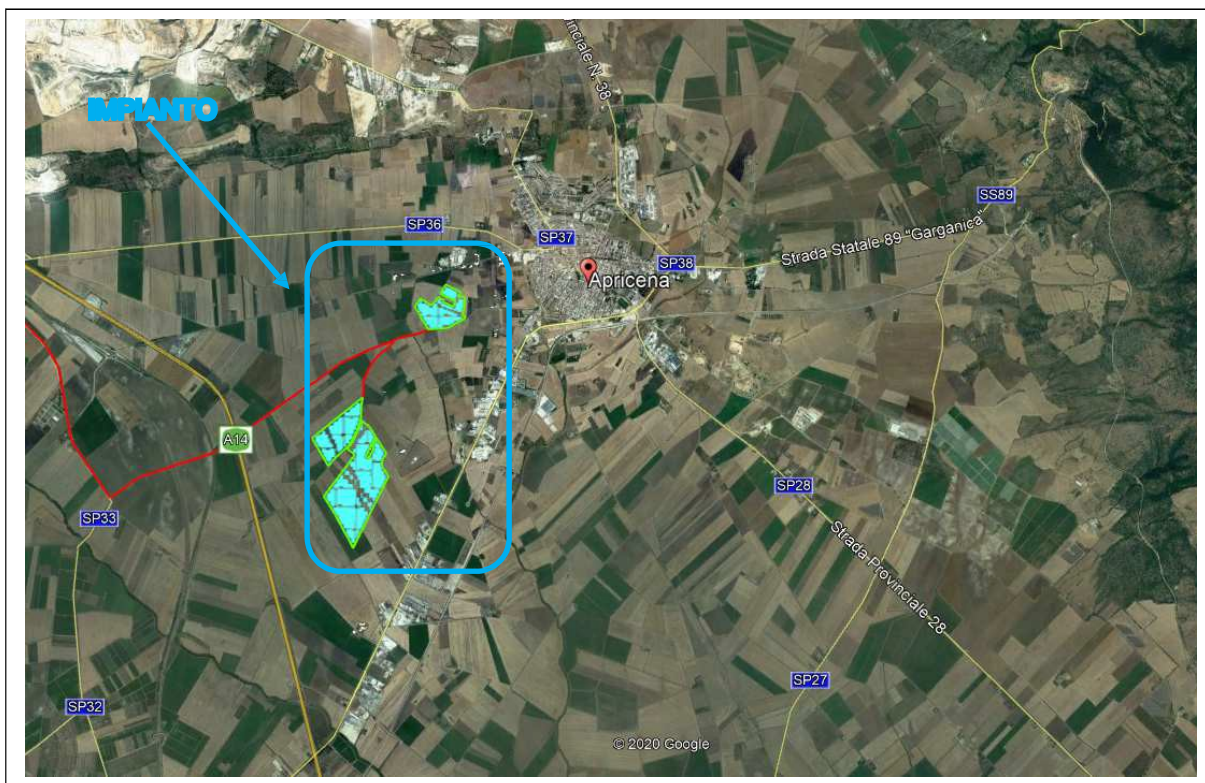 vinciale N. 38
IMPIANTO
SS89
SP36
SP37
Strada Statale 89 "Garganica"
SP38
Apricena
A14
SP28
SP33
Strada Provinciale 28
SP27
SP32
© 2020 Google